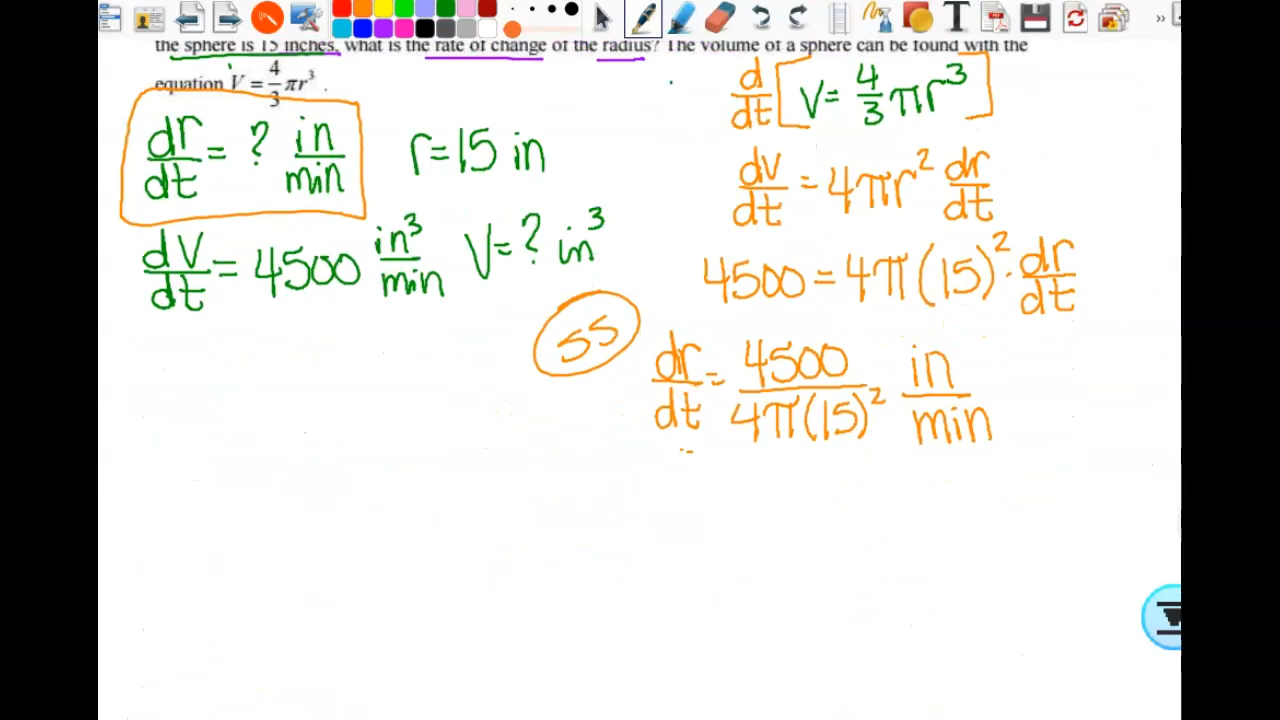 the sphere is 15 inches, what is the rate of change of the radius? The volume of a sphere can be found with the
equation V = 4/3 πr³ .
dr/dt = ? in/min
r = 15 in
dV/dt = 4500 in³/min
V = ? in³
d/dt [V = 4/3 πr³]
dv/dt = 4πr² dr/dt
4500 = 4π(15)² · dr/dt
SS
dr/dt = 4500/4π(15)² in/min